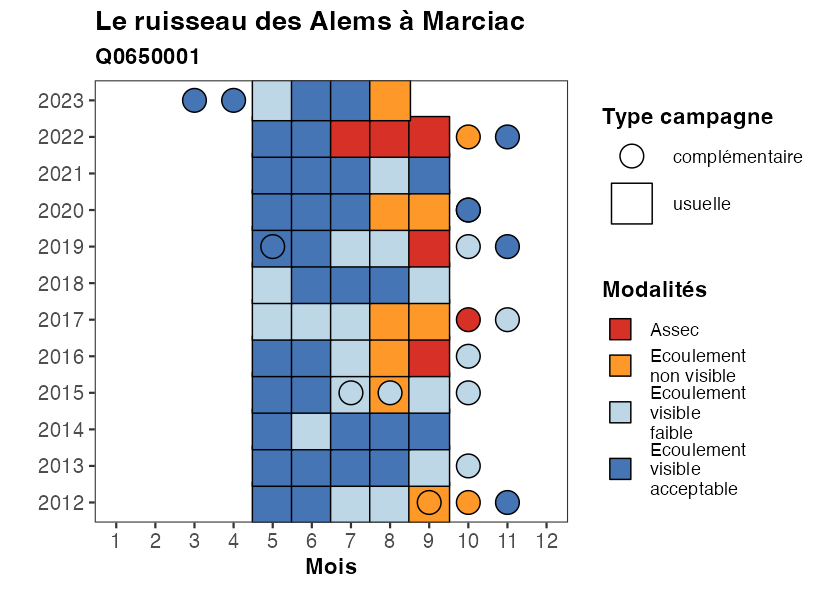 Le ruisseau des Alems à Marciac
Q0650001
2023
2022
2021
2020
2019
2018
2017
2016
2015
2014
2013
2012
1 2 3 4 5 6 7 8 9 10 11 12
Mois
Type campagne
complémentaire
usuelle
Modalités
Assec
Ecoulement
non visible
Ecoulement
visible
faible
Ecoulement
visible
acceptable